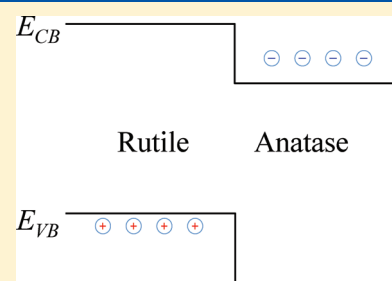 E_CB
⊖ ⊖ ⊖ ⊖
Rutile Anatase
E_VB
⊕ ⊕ ⊕ ⊕